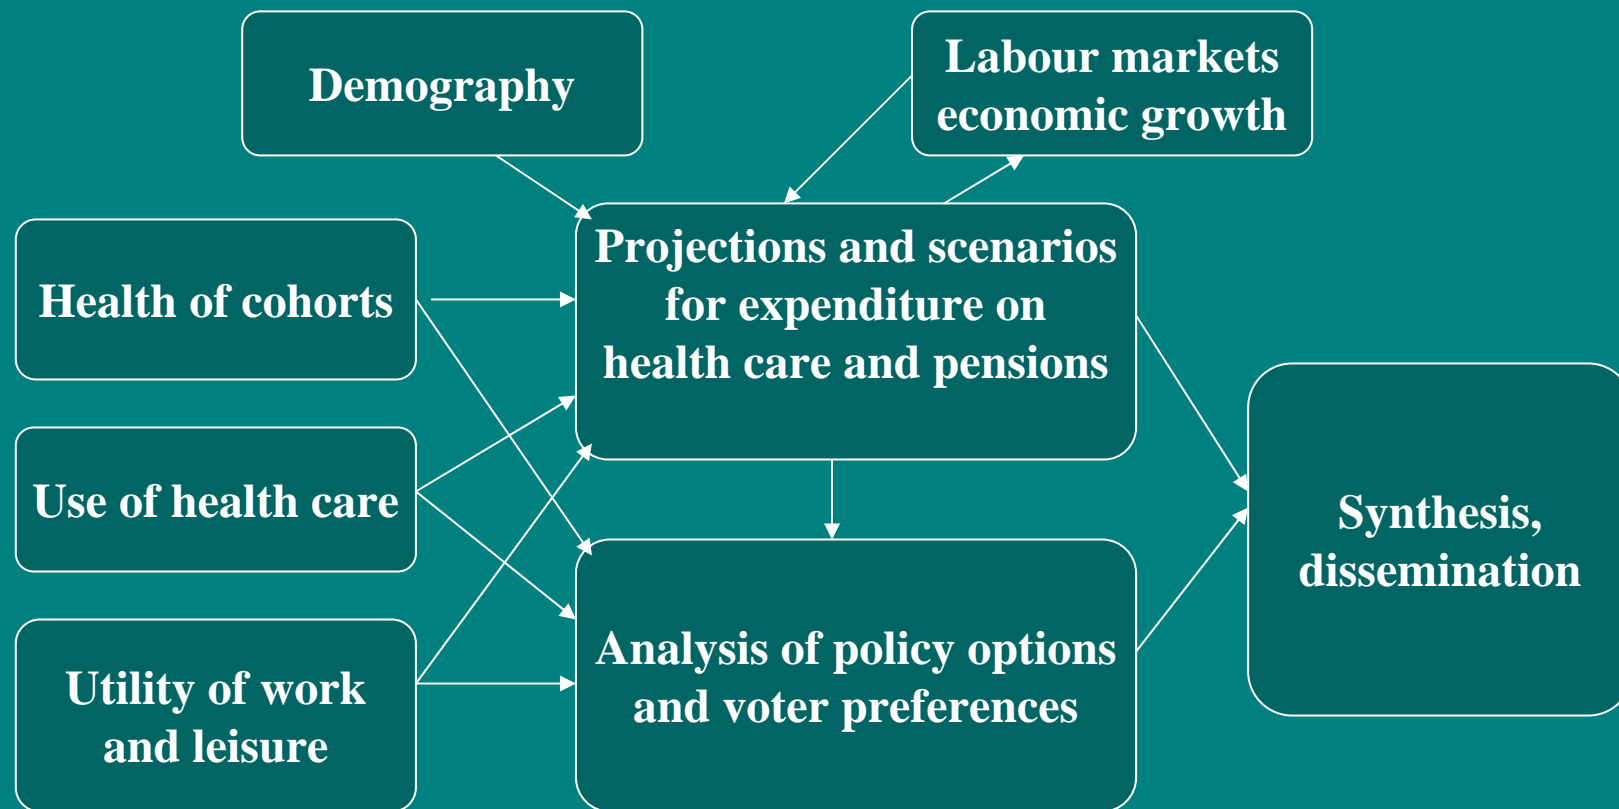 Demography
Labour markets
economic growth
Projections and scenarios
for expenditure on
health care and pensions
Health of cohorts
Use of health care
Utility of work
and leisure
Analysis of policy options
and voter preferences
Synthesis,
dissemination